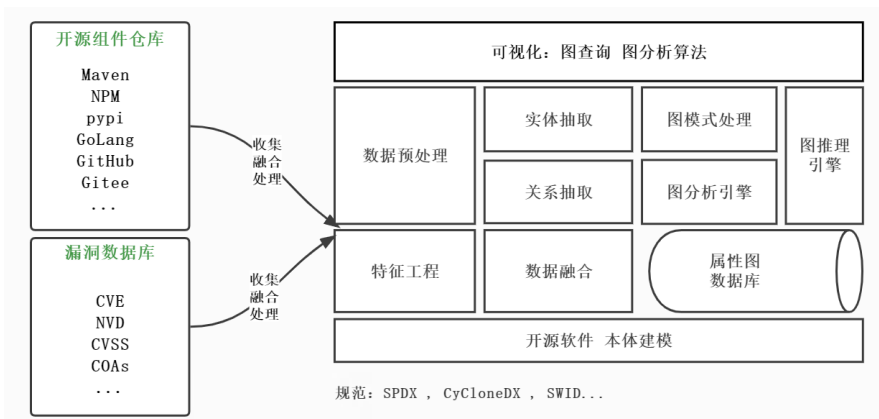 开源组件仓库
Maven
NPM
pypi
GoLang
GitHub
Gitee
...
漏洞数据库
CVE
NVD
CVSS
COAs
...
收集
融合
处理
收集
融合
处理
可视化：图查询 图分析算法
数据预处理
实体抽取
图模式处理
图推理
引擎
关系抽取
图分析引擎
特征工程
数据融合
属性图
数据库
开源软件 本体建模
规范：SPDX , CyCloneDX , SWID...